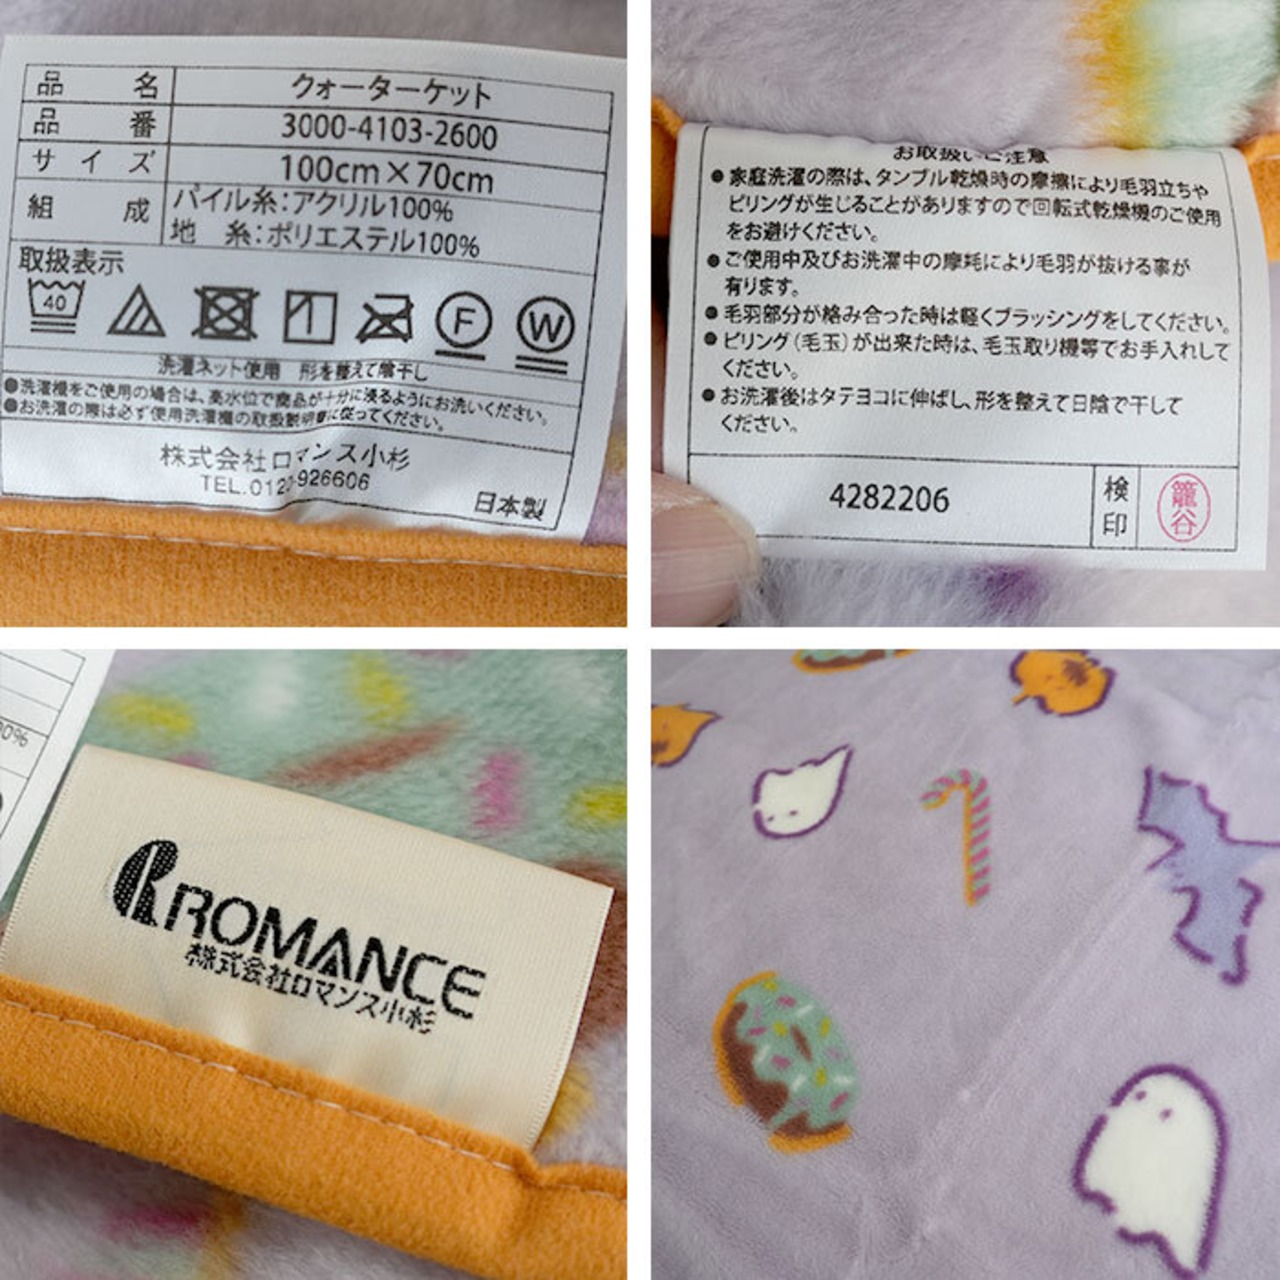 品 名 クォーターケット
品 番 3000-4103-2600
サイズ 100cm×70cm
組 成 パイル糸:アクリル100%
地 糸:ポリエステル100%
取扱表示
40
F W
洗濯ネット使用 形を整えて陰干し
●洗濯機をご使用の場合は、高水位で商品が十分に浸るようにお洗いください。
●お洗濯の際は必ず使用洗濯機の取扱説明書に従ってください。
株式会社ロマンス小杉
TEL.0120-926606
日本製
お取扱いご注意
●家庭洗濯の際は、タンブル乾燥時の摩擦により毛羽立ちや
ピリングが生じることがありますので回転式乾燥機のご使用
をお避けください。
●ご使用中及びお洗濯中の摩耗により毛羽が抜ける事が
有ります。
●毛羽部分が絡み合った時は軽くブラッシングをしてください。
●ピリング(毛玉)が出来た時は、毛玉取り機等でお手入れして
ください。
●お洗濯後はタテヨコに伸ばし、形を整えて日陰で干して
ください。
4282206 検印 籠谷
00%
ROMANCE
株式会社ロマンス小杉